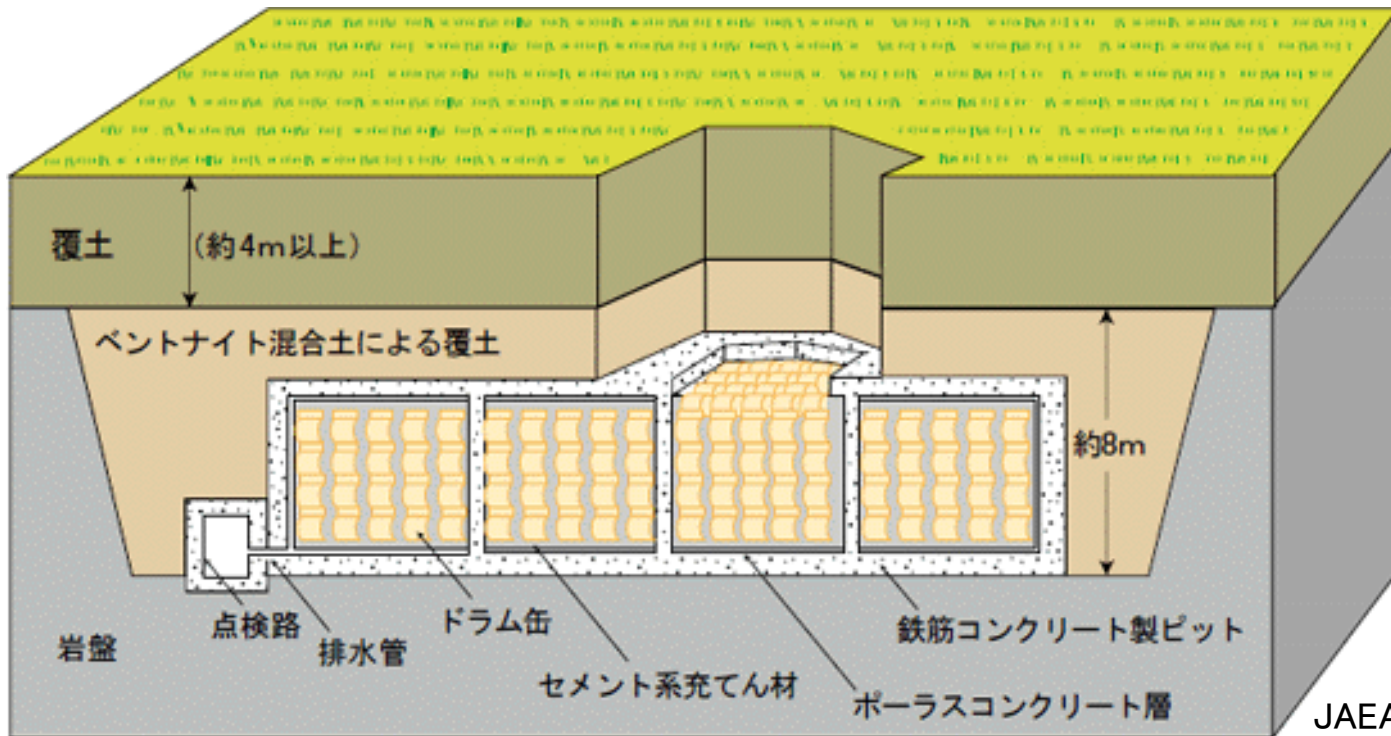 覆土
(約4m以上)
ベントナイト混合土による覆土
約8m
点検路
排水管
ドラム缶
セメント系充てん材
ポーラスコンクリート層
鉄筋コンクリート製ピット
岩盤
JAEA